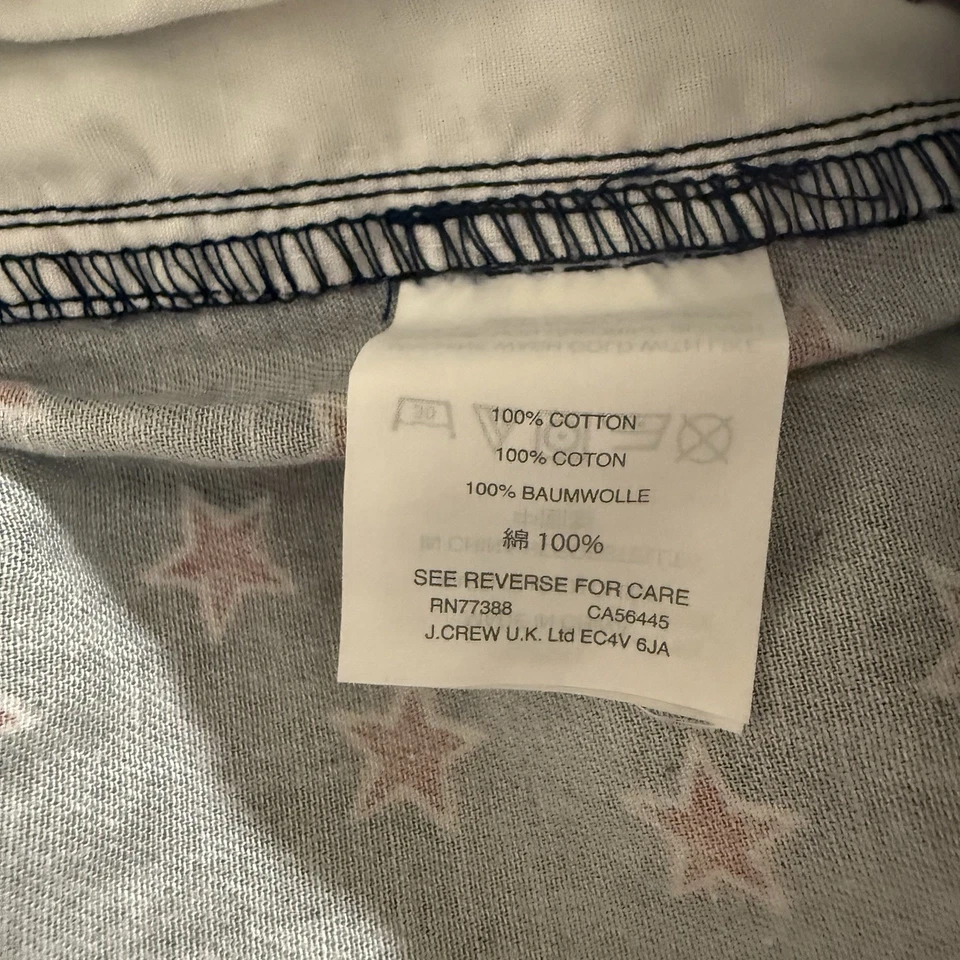 100% COTTON
100% COTON
100% BAUMWOLLE
綿 100%
SEE REVERSE FOR CARE
RN77388 CA56445
J.CREW U.K. Ltd EC4V 6JA